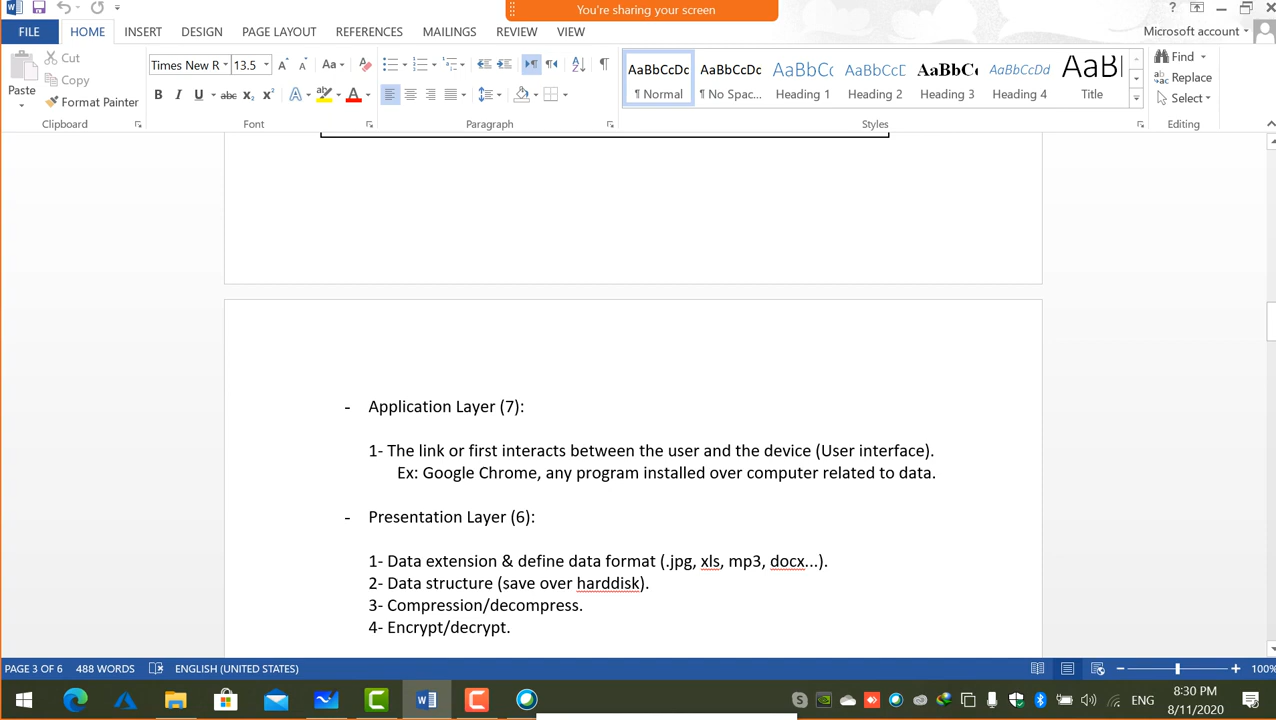 You're sharing your screen
?
FILE
HOME
INSERT
DESIGN
PAGE LAYOUT
REFERENCES
MAILINGS
REVIEW
VIEW
Microsoft account
Paste
Cut
Copy
Format Painter
Clipboard
Times New R
13.5
Aa
B I U abc x₂ x²
A A
Font
Paragraph
AaBbCcDc
¶ Normal
AaBbCcDc
¶ No Spac...
AaBbCc
Heading 1
AaBbCcD
Heading 2
AaBbCc
Heading 3
AaBbCcDd
Heading 4
AaB
Title
Styles
Find
Replace
Select
Editing
- Application Layer (7):
1- The link or first interacts between the user and the device (User interface).
Ex: Google Chrome, any program installed over computer related to data.
- Presentation Layer (6):
1- Data extension & define data format (.jpg, xls, mp3, docx...).
2- Data structure (save over harddisk).
3- Compression/decompress.
4- Encrypt/decrypt.
PAGE 3 OF 6
488 WORDS
ENGLISH (UNITED STATES)
100%
ENG
8:30 PM
8/11/2020